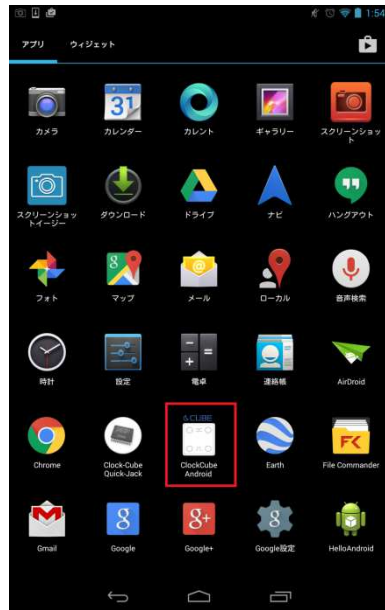 1:54
アプリ ウィジェット
カメラ
31
カレンダー
カレント
ギャラリー
スクリーンショッ
ト
スクリーンショッ
トイージー
ダウンロード
ドライブ
ナビ
ハングアウト
フォト
8
マップ
@
メール
ローカル
音声検索
時計
設定
電卓
連絡帳
AirDroid
Chrome
Clock-Cube
Quick-Jack
& CUBE
ClockCube
Android
Earth
FK
File Commander
Gmail
8
Google
8+
Google+
8
Google設定
HelloAndroid